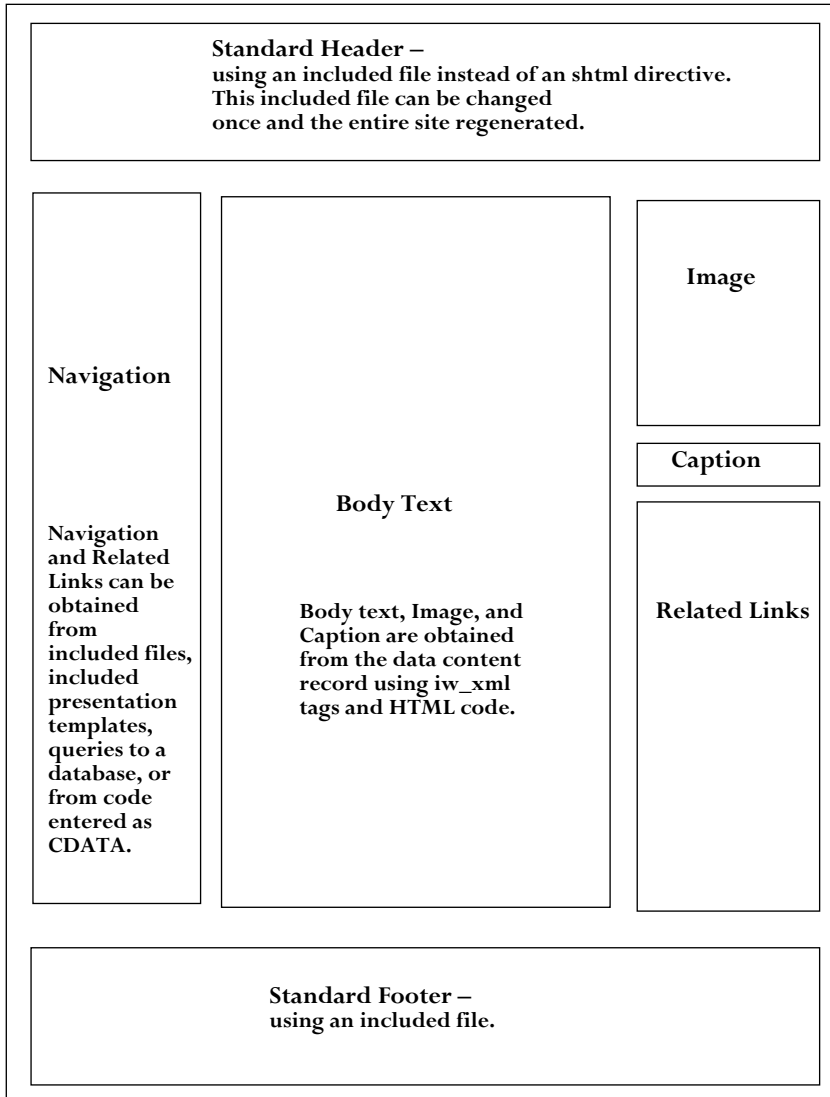 Standard Header –
using an included file instead of an shtml directive.
This included file can be changed
once and the entire site regenerated.
Navigation
Navigation
and Related
Links can be
obtained
from
included files,
included
presentation
templates,
queries to a
database, or
from code
entered as
CDATA.
Body Text
Body text, Image, and
Caption are obtained
from the data content
record using iw_xml
tags and HTML code.
Image
Caption
Related Links
Standard Footer –
using an included file.